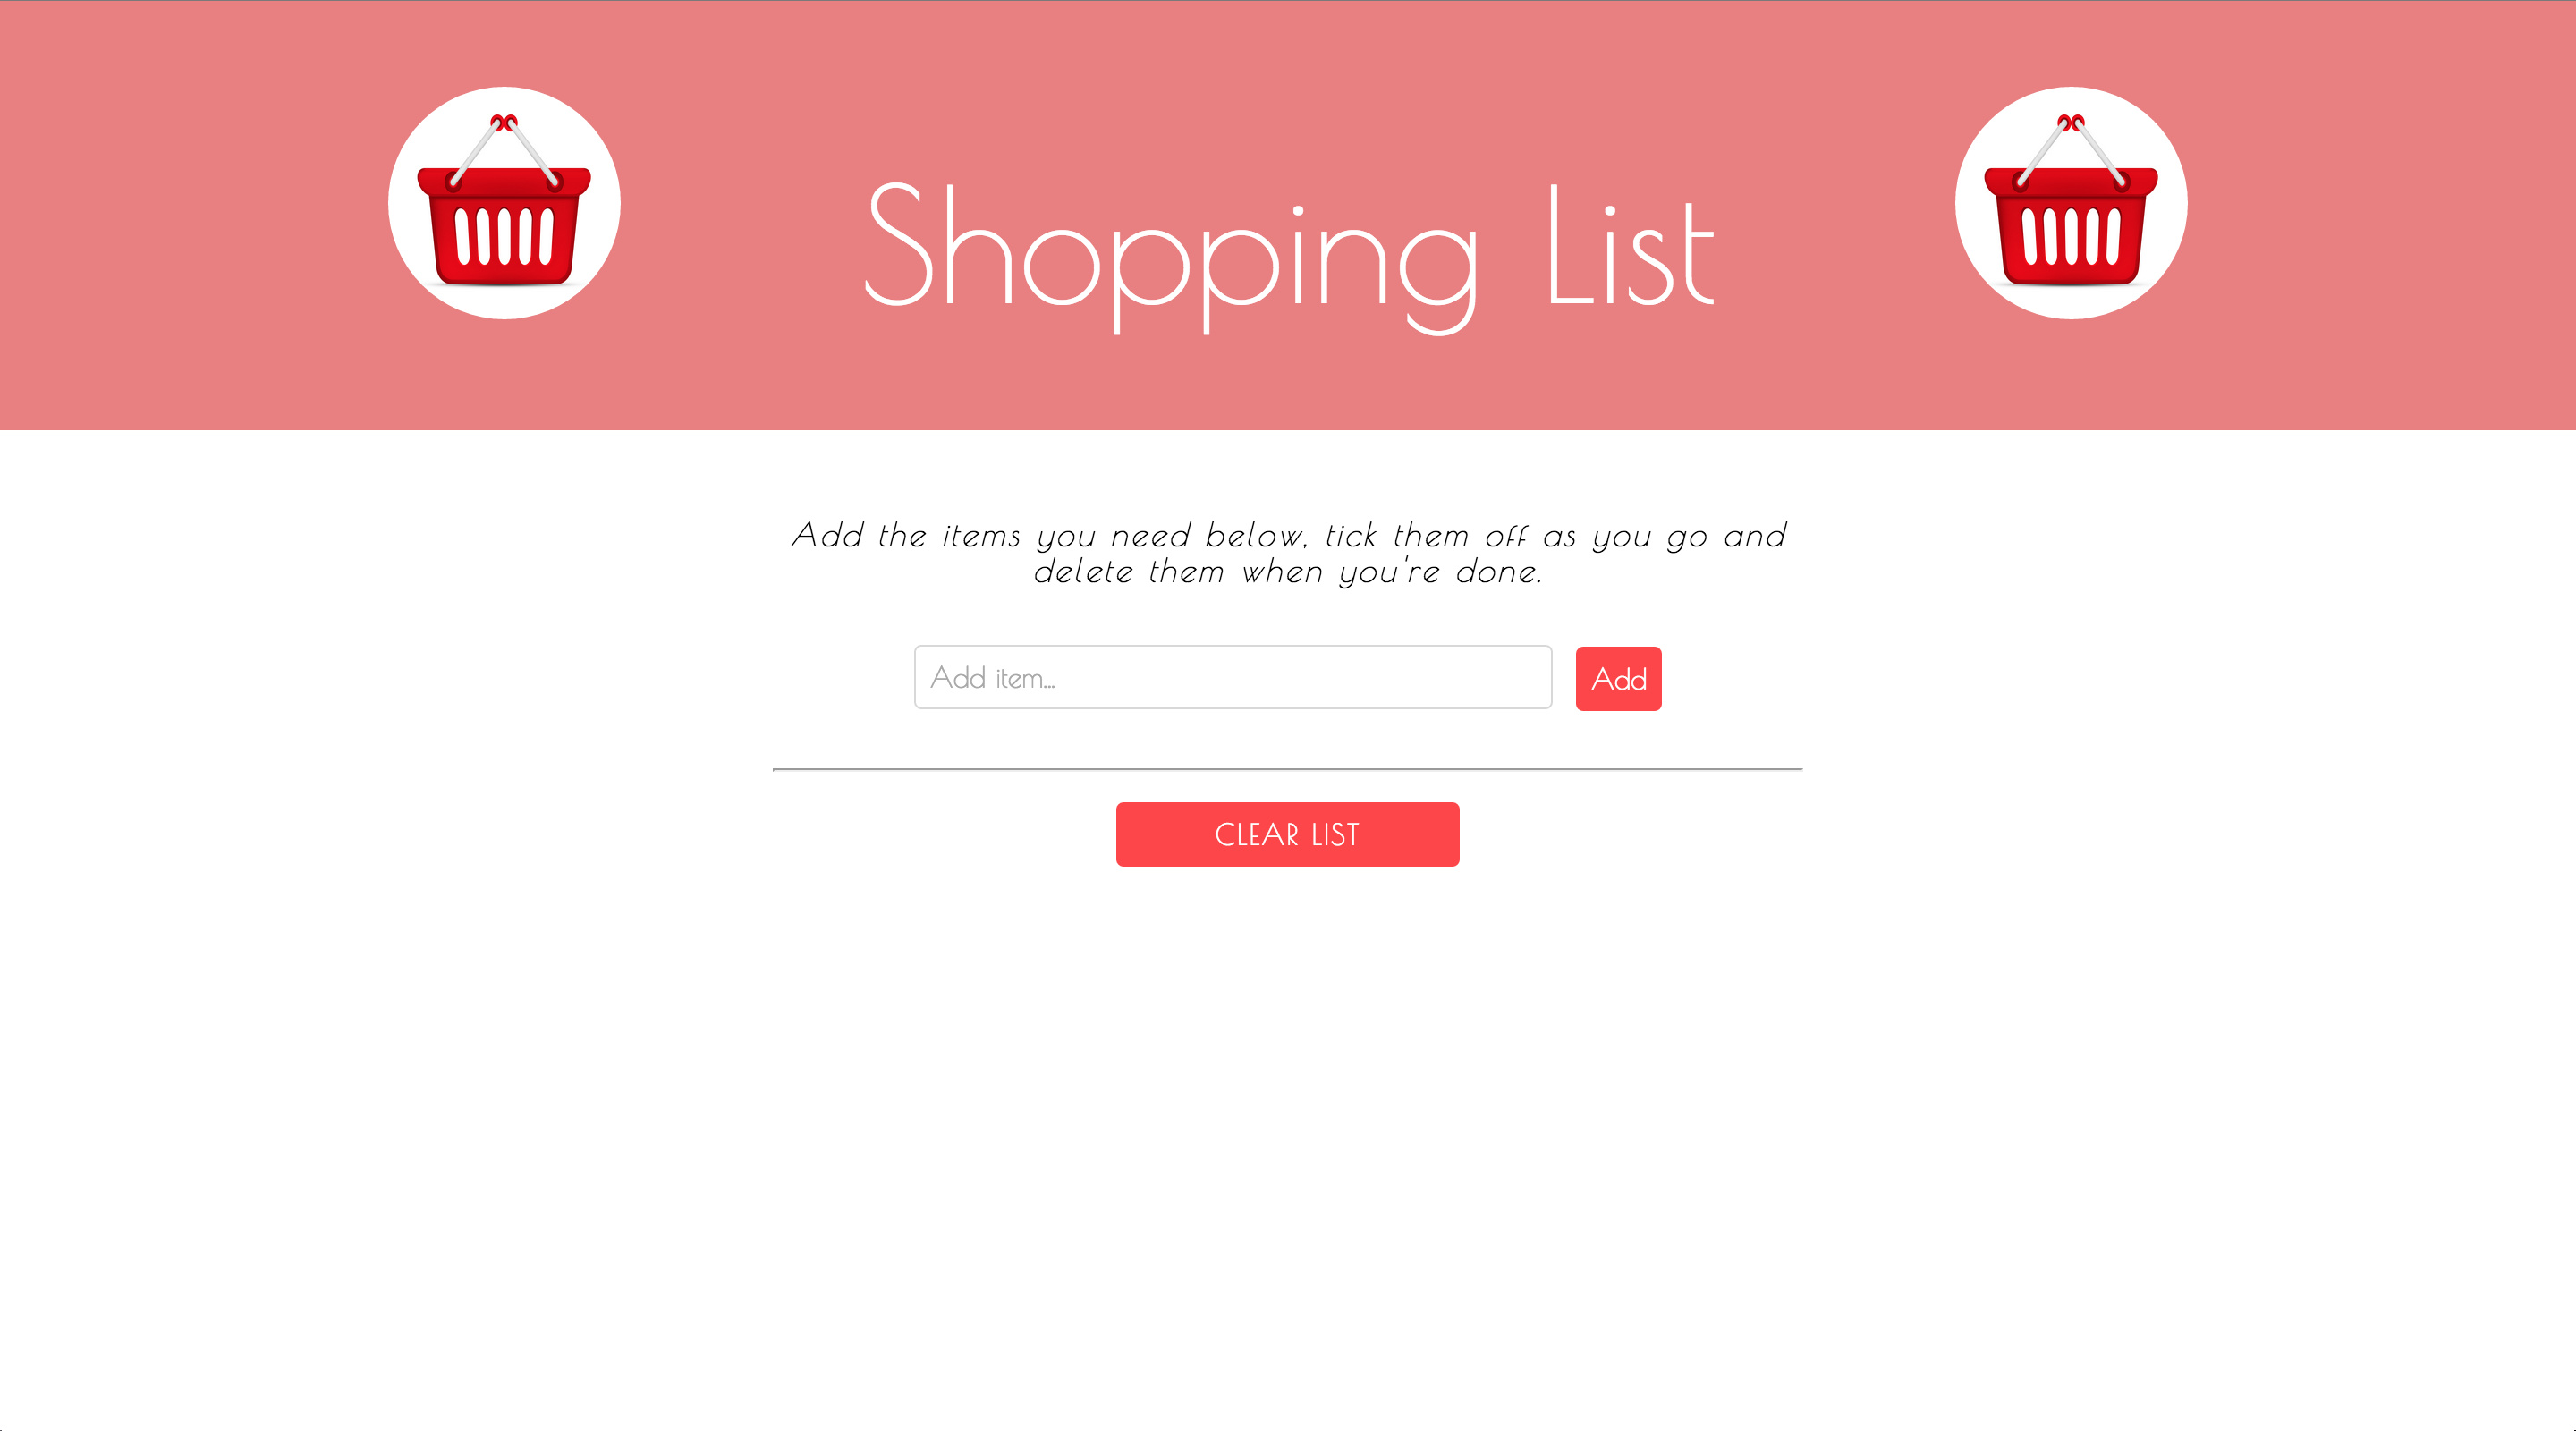 Shopping List
Add the items you need below, tick them off as you go and
delete them when you're done.
Add item...
Add
CLEAR LIST